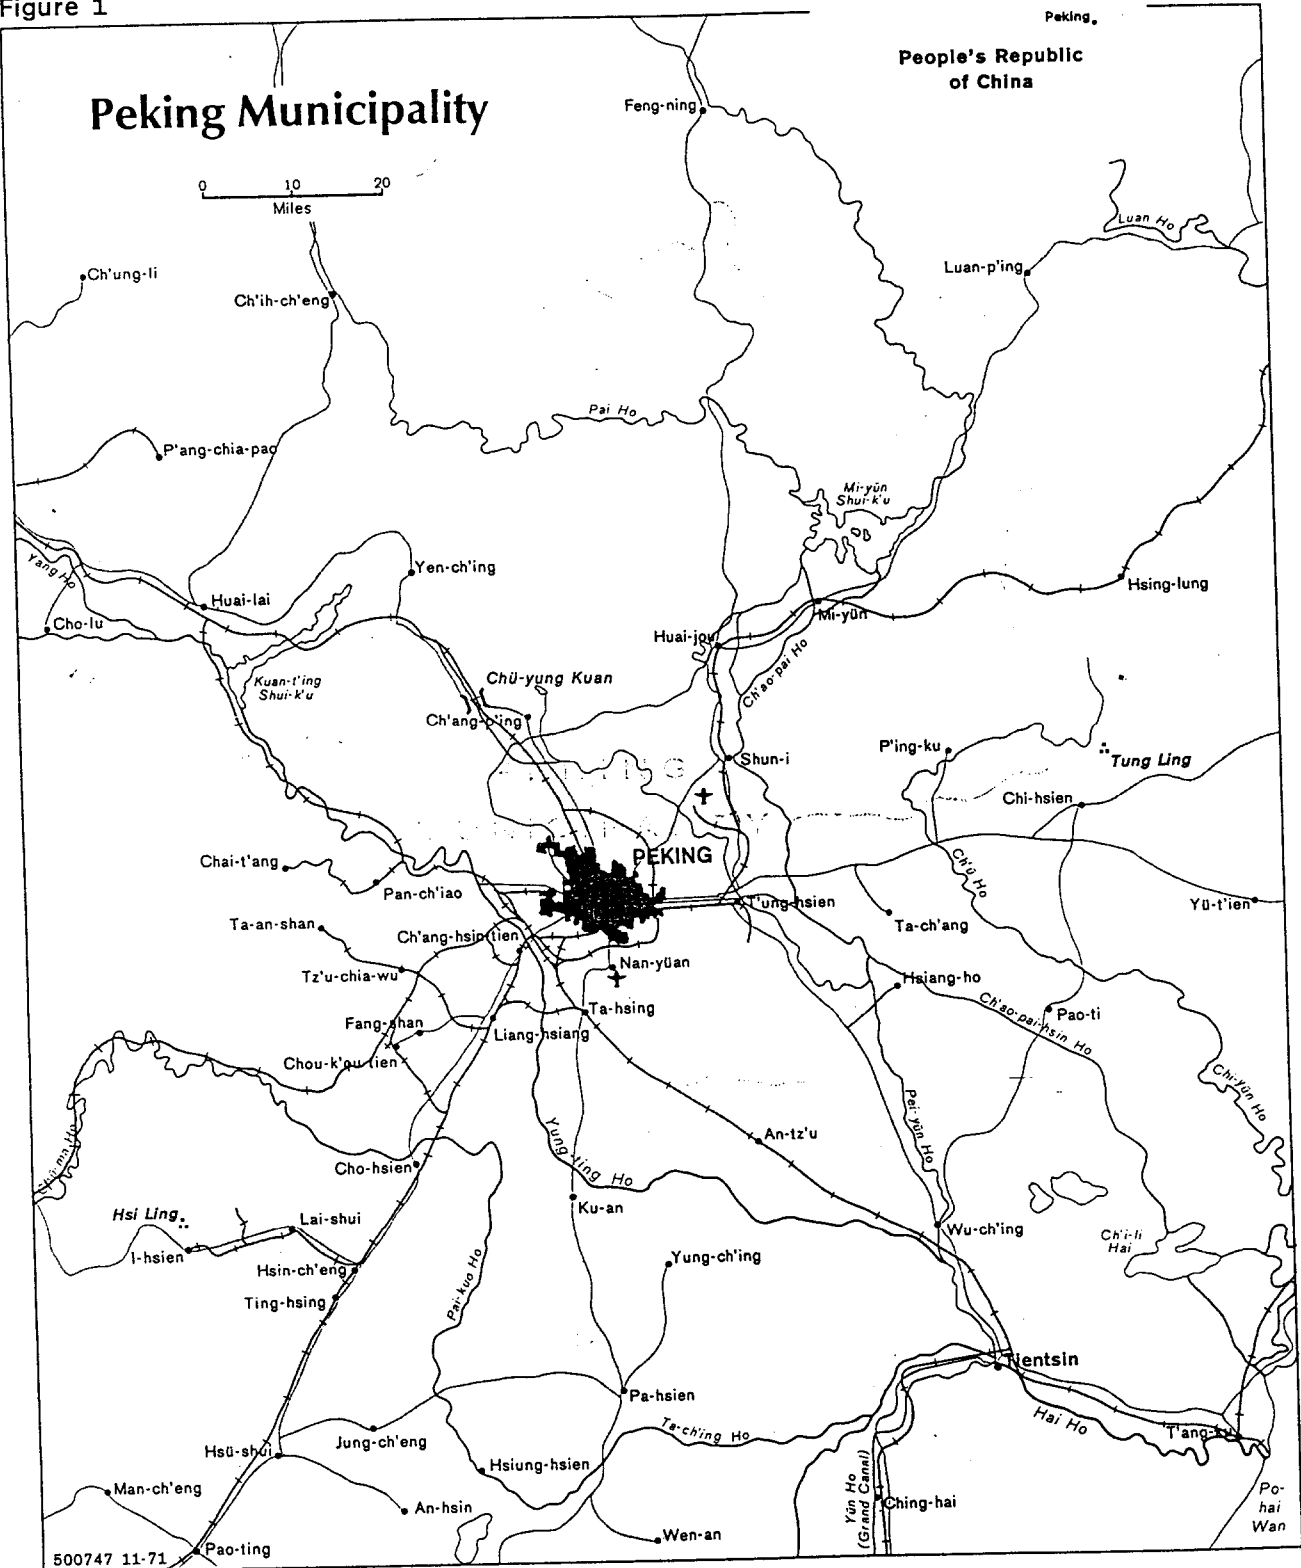 Figure 1
Peking
People's Republic
of China
Peking Municipality
Feng-ning
0 10 20
Miles
Luan Ho
Luan-p'ing
Ch'ung-li
Ch'ih-ch'eng
Pai Ho
P'ang-chia-pao
Mi-yün
Shui-k'u
Yang Ho
Yen-ch'ing
Hsing-lung
Huai-lai
Mi-yün
Cho-lu
Huai-jou
Ch'ao-pai Ho
Kuan-t'ing
Shui-k'u
Chü-yung Kuan
Ch'ang-p'ing
P'ing-ku
Shun-i
Tung Ling
Chi-hsien
PEKING
Chai-t'ang
Pan-ch'iao
Chü Ho
T'ung-hsien
Yü-t'ien
Ta-an-shan
Ta-ch'ang
Ch'ang-hsin-tien
Nan-yüan
Tz'u-chia-wu
Hsiang-ho
Ch'ao-pai-hsin Ho
Ta-hsing
Pao-ti
Fang-shan
Liang-hsiang
Chou-k'ou-tien
Chi-yün Ho
Pei-yün Ho
Yung-ting Ho
An-tz'u
Chü-ma Ho
Cho-hsien
Ku-an
Hsi Ling
Lai-shui
Wu-ch'ing
Ch'i-li
Hai
I-hsien
Yung-ch'ing
Hsin-ch'eng
Pai-kuo Ho
Ting-hsing
Tientsin
Pa-hsien
Hai Ho
Ta-ch'ing Ho
T'ang-ku
Jung-ch'eng
Hsü-shui
Hsiung-hsien
Yün Ho
(Grand Canal)
Man-ch'eng
An-hsin
Ching-hai
Po-
hai
Wan
Wen-an
Pao-ting
500747 11-71